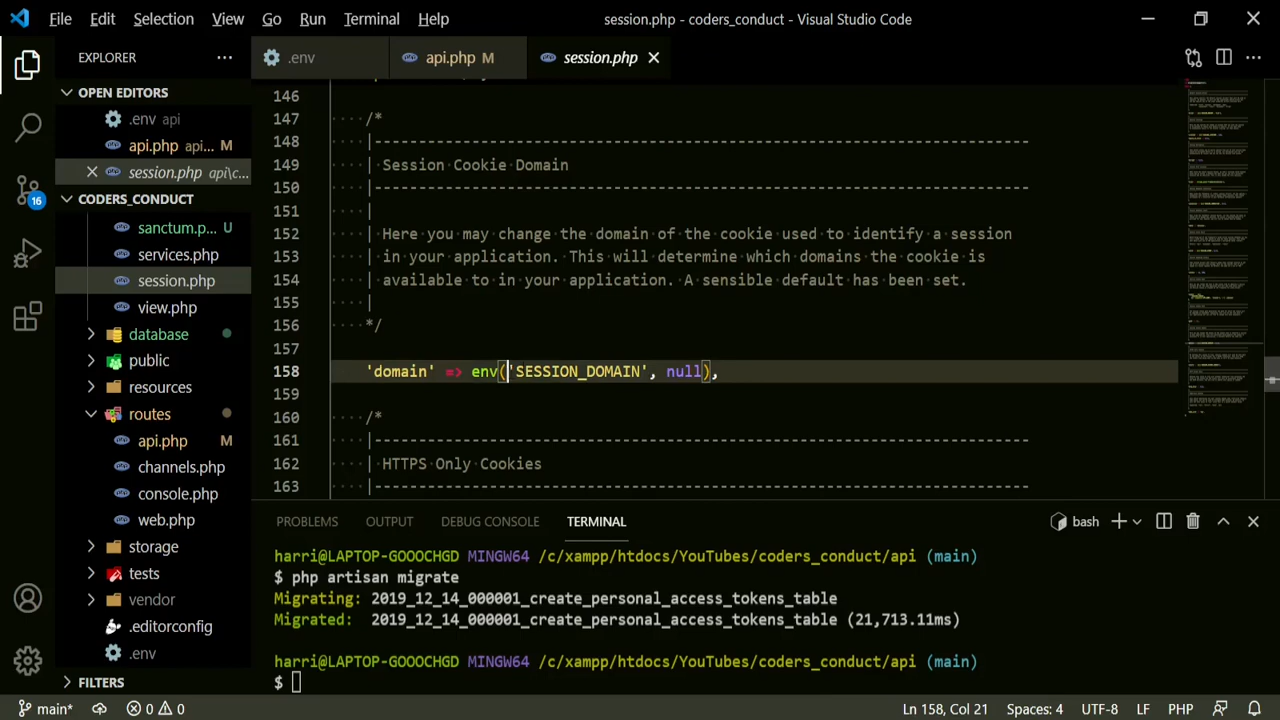 File Edit Selection View Go Run Terminal Help session.php - coders_conduct - Visual Studio Code
EXPLORER
.env api.php M session.php
OPEN EDITORS
.env api
api.php api... M
session.php api\c...
CODERS_CONDUCT
16
sanctum.p... U
services.php
session.php
view.php
database
public
resources
routes
api.php M
channels.php
console.php
web.php
storage
tests
vendor
.editorconfig
.env
FILTERS
146
147 /*
148 |--------------------------------------------------------------------------
149 | Session Cookie Domain
150 |--------------------------------------------------------------------------
151 |
152 | Here you may change the domain of the cookie used to identify a session
153 | in your application. This will determine which domains the cookie is
154 | available to in your application. A sensible default has been set.
155 |
156 */
157
158 'domain' => env('SESSION_DOMAIN', null),
159
160 /*
161 |--------------------------------------------------------------------------
162 | HTTPS Only Cookies
163 |--------------------------------------------------------------------------
PROBLEMS OUTPUT DEBUG CONSOLE TERMINAL bash
harri@LAPTOP-GOOOCHGD MINGW64 /c/xampp/htdocs/YouTubes/coders_conduct/api (main)
$ php artisan migrate
Migrating: 2019_12_14_000001_create_personal_access_tokens_table
Migrated: 2019_12_14_000001_create_personal_access_tokens_table (21,713.11ms)
harri@LAPTOP-GOOOCHGD MINGW64 /c/xampp/htdocs/YouTubes/coders_conduct/api (main)
$
main* 0 0 Ln 158, Col 21 Spaces: 4 UTF-8 LF PHP